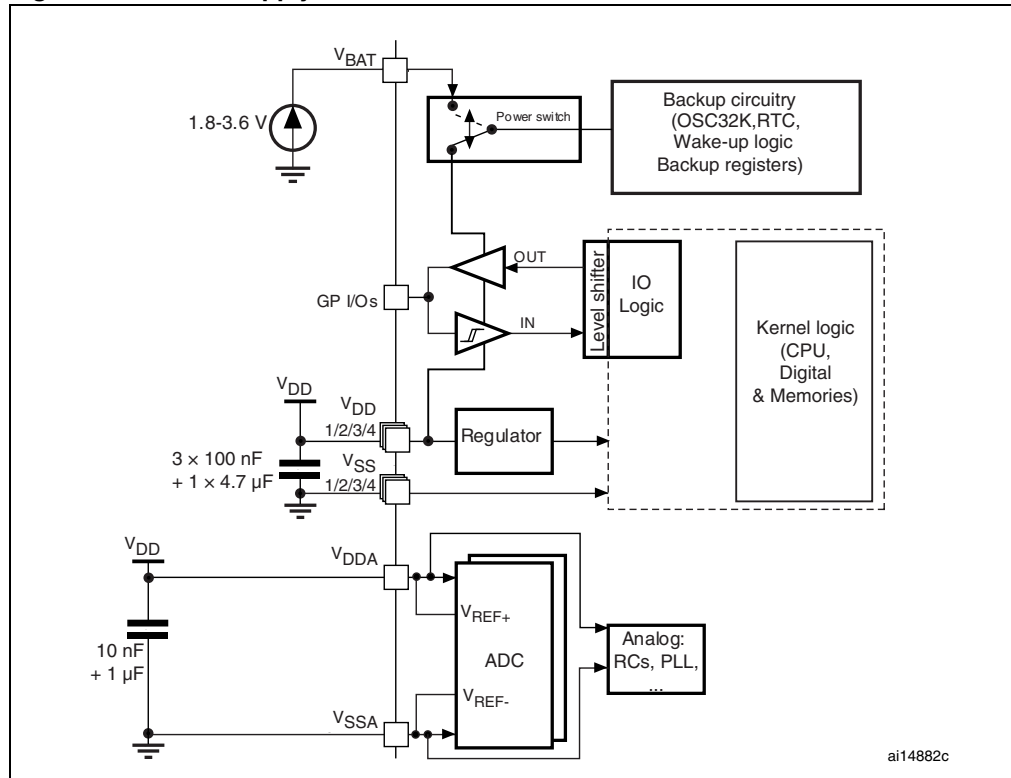 VBAT
1.8-3.6 V
Power switch
Backup circuitry
(OSC32K,RTC,
Wake-up logic
Backup registers)
GP I/Os
OUT
IN
Level shifter
IO
Logic
Kernel logic
(CPU,
Digital
& Memories)
VDD
VDD
1/2/3/4
Regulator
3 × 100 nF
+ 1 × 4.7 µF
VSS
1/2/3/4
VDD
VDDA
10 nF
+ 1 µF
VREF+
ADC
VREF-
Analog:
RCs, PLL,
...
VSSA
ai14882c